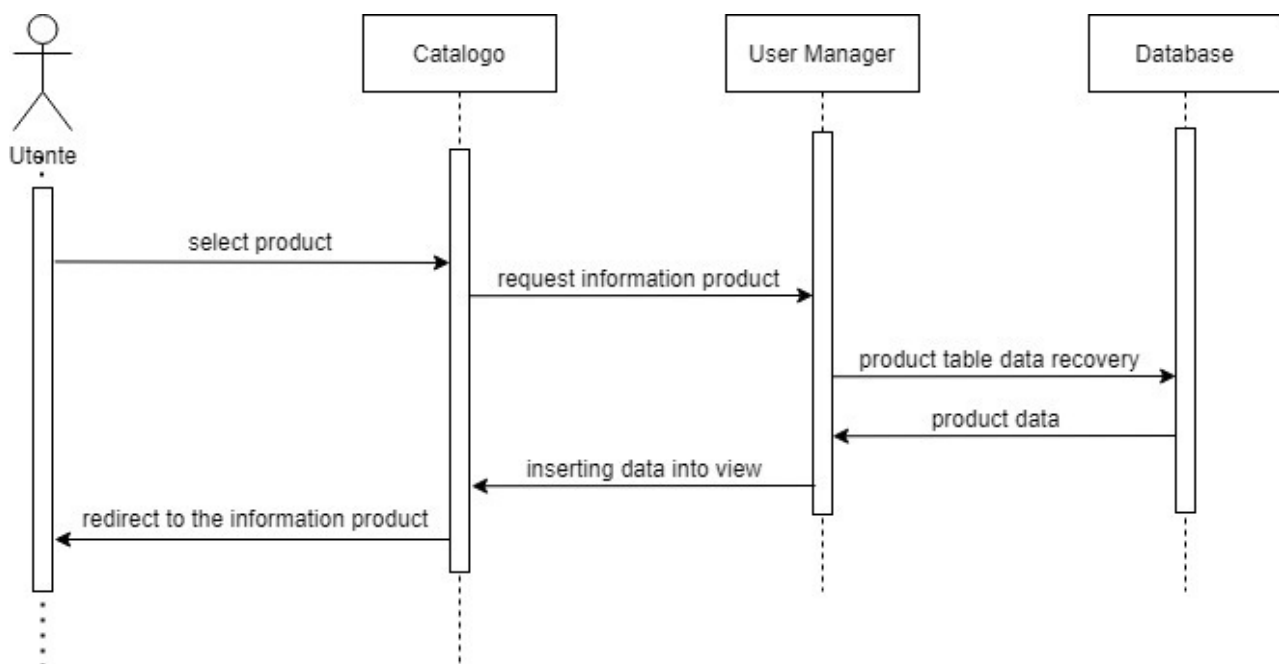 Catalogo
User Manager
Database
Utente
select product
request information product
product table data recovery
product data
inserting data into view
redirect to the information product